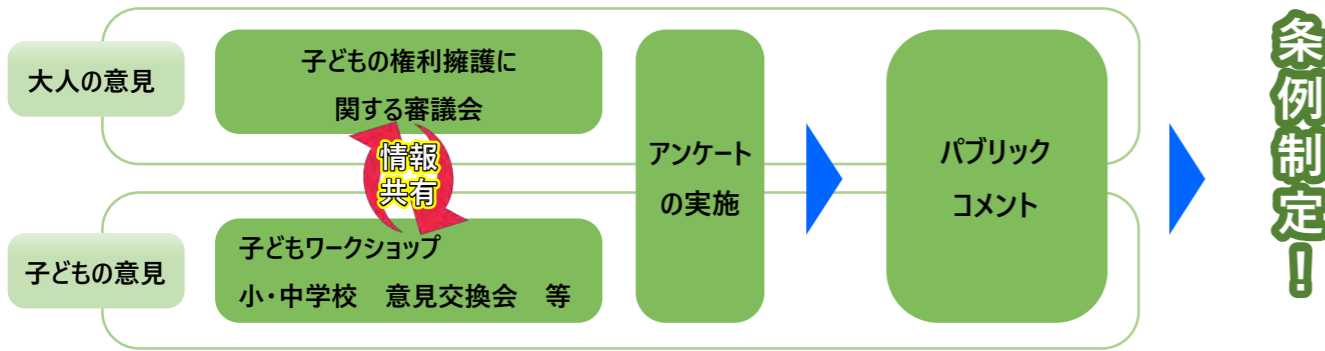 大人の意見
子どもの権利擁護に
関する審議会
情報
共有
子どもの意見
子どもワークショップ
小・中学校　意見交換会　等
アンケート
の実施
パブリック
コメント
条例制定！